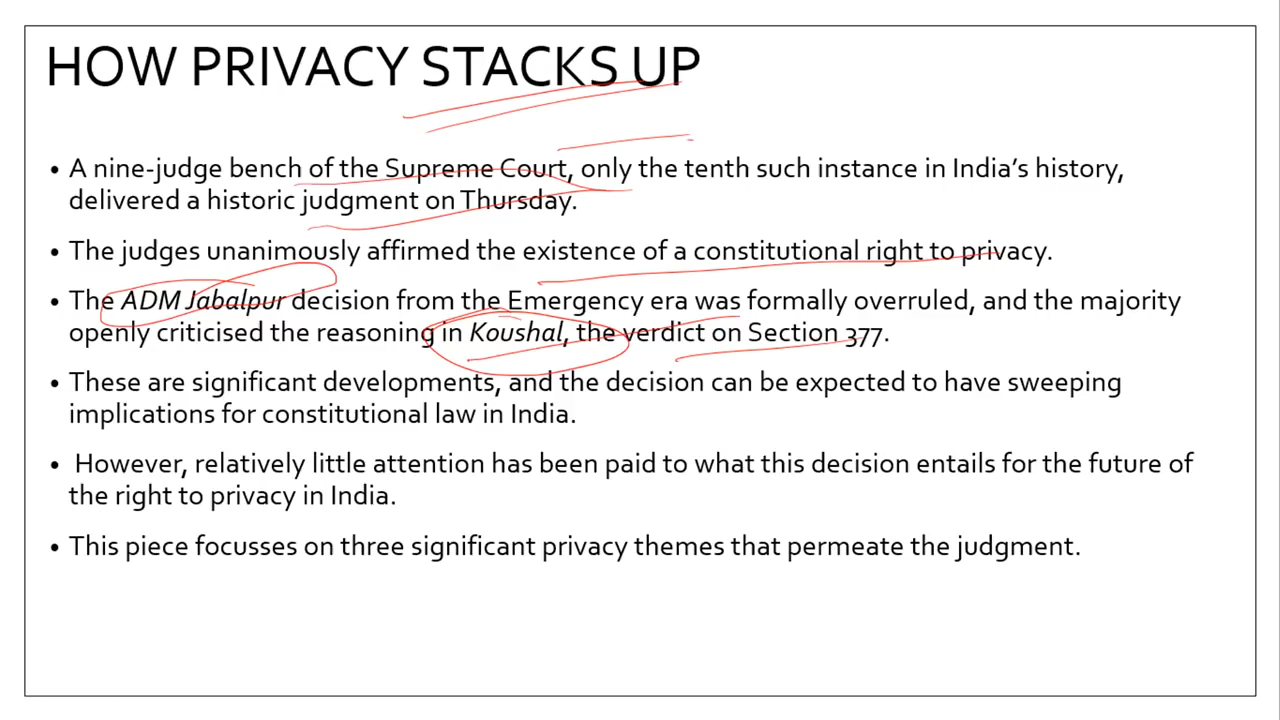 HOW PRIVACY STACKS UP
• A nine-judge bench of the Supreme Court, only the tenth such instance in India’s history,
delivered a historic judgment on Thursday.
• The judges unanimously affirmed the existence of a constitutional right to privacy.
• The ADM Jabalpur decision from the Emergency era was formally overruled, and the majority
openly criticised the reasoning in Koushal, the verdict on Section 377.
• These are significant developments, and the decision can be expected to have sweeping
implications for constitutional law in India.
• However, relatively little attention has been paid to what this decision entails for the future of
the right to privacy in India.
• This piece focusses on three significant privacy themes that permeate the judgment.